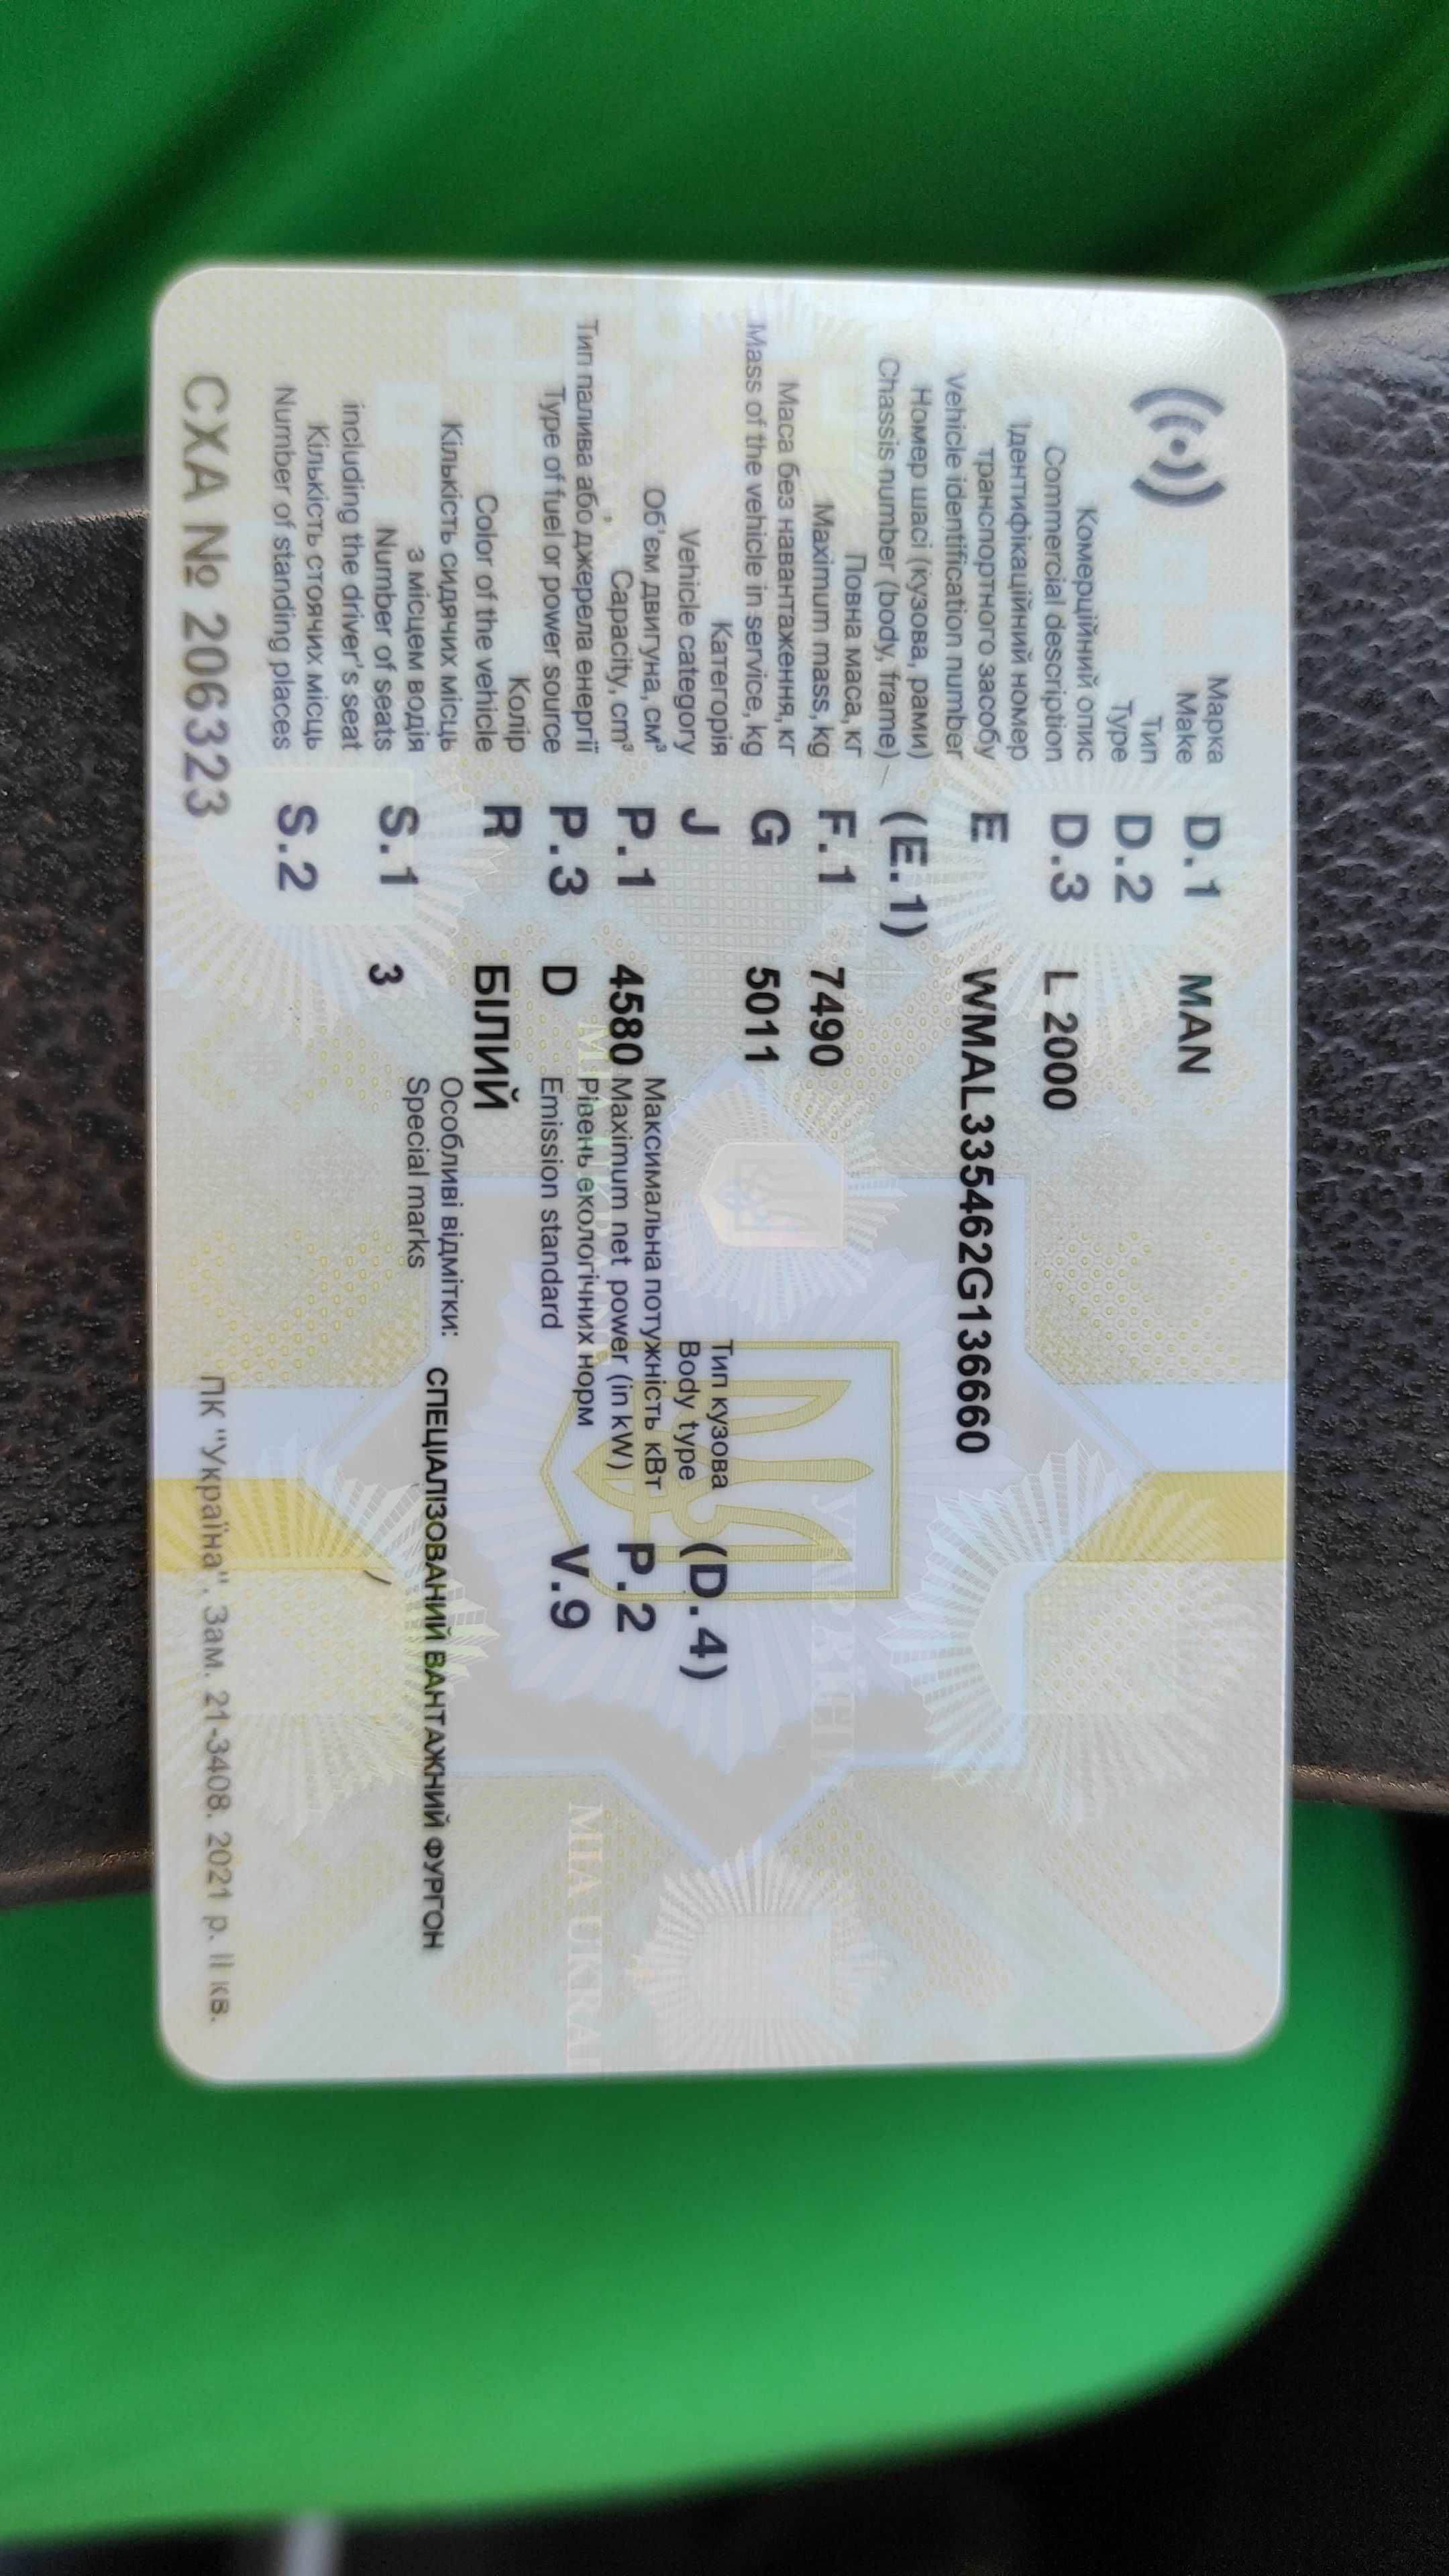 Марка D.1 MAN
Make
Тип D.2
Type
Комерційний опис D.3 L 2000
Commercial description
Ідентифікаційний номер
транспортного засобу E WMAL335462G136660
Vehicle identification number
Номер шасі (кузова, рами) (E.1)
Chassis number (body, frame)
Повна маса, кг F.1 7490
Maximum mass, kg
Маса без навантаження, кг G 5011
Mass of the vehicle in service, kg
Категорія J Тип кузова (D.4)
Vehicle category Body type
Об'єм двигуна, см³ P.1 4580 Максимальна потужність кВт P.2
Capacity, cm³ Maximum net power (in kW)
Тип палива або джерела енергії P.3 D Рівень екологічних норм V.9
Type of fuel or power source Emission standard
Колір R БІЛИЙ
Color of the vehicle
Кількість сидячих місць Особливі відмітки: СПЕЦІАЛІЗОВАНИЙ ВАНТАЖНИЙ ФУРГОН
з місцем водія S.1 3 Special marks
Number of seats
including the driver's seat
Кількість стоячих місць S.2
Number of standing places
СХА № 206323 ПК "Україна". Зам. 21-3408. 2021 р. II кв.
УКРАЇН
MIA UKRAI